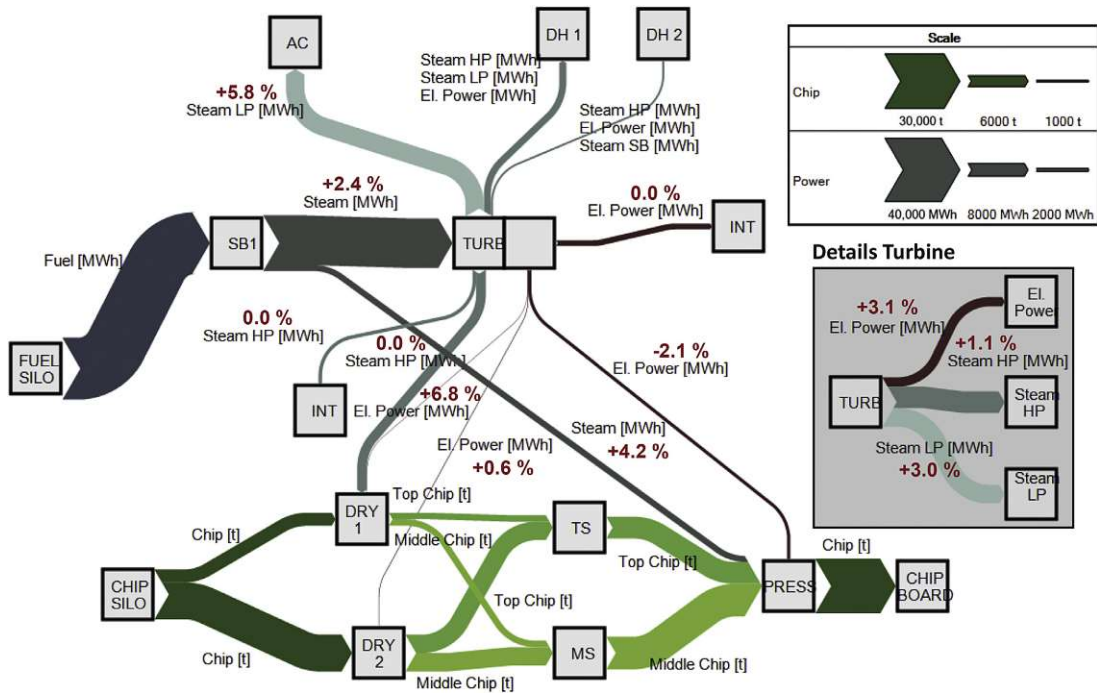 AC
DH 1
DH 2
Scale
Steam HP [MWh]
Steam LP [MWh]
El. Power [MWh]
+5.8 %
Steam LP [MWh]
Steam HP [MWh]
El. Power [MWh]
Steam SB [MWh]
Chip
30,000 t
6000 t
1000 t
Power
40,000 MWh
8000 MWh
2000 MWh
+2.4 %
Steam [MWh]
0.0 %
El. Power [MWh]
INT
Fuel [MWh]
SB1
TURB
Details Turbine
0.0 %
Steam HP [MWh]
0.0 %
Steam HP [MWh]
-2.1 %
El. Power [MWh]
FUEL
SILO
INT
+6.8 %
El. Power [MWh]
El. Power [MWh]
+0.6 %
Steam [MWh]
+4.2 %
+3.1 %
El. Power [MWh]
El.
Power
+1.1 %
Steam HP [MWh]
TURB
Steam
HP
Steam LP [MWh]
+3.0 %
Steam
LP
Chip [t]
DRY
1
Top Chip [t]
Middle Chip [t]
TS
Top Chip [t]
Chip [t]
CHIP
SILO
Top Chip [t]
PRESS
CHIP
BOARD
Chip [t]
DRY
2
Middle Chip [t]
MS
Middle Chip [t]